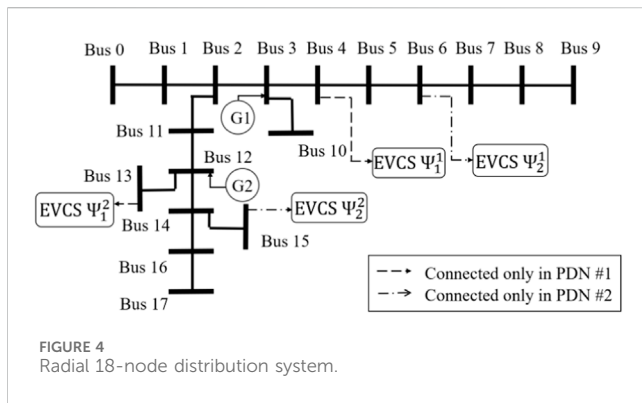 Bus 0
Bus 1
Bus 2
Bus 3
Bus 4
Bus 5
Bus 6
Bus 7
Bus 8
Bus 9
G1
Bus 11
Bus 10
EVCS Ψ₁¹
EVCS Ψ₂¹
Bus 12
Bus 13
G2
EVCS Ψ₁²
EVCS Ψ₂²
Bus 14
Bus 15
Bus 16
Bus 17
Connected only in PDN #1
Connected only in PDN #2
FIGURE 4
Radial 18-node distribution system.